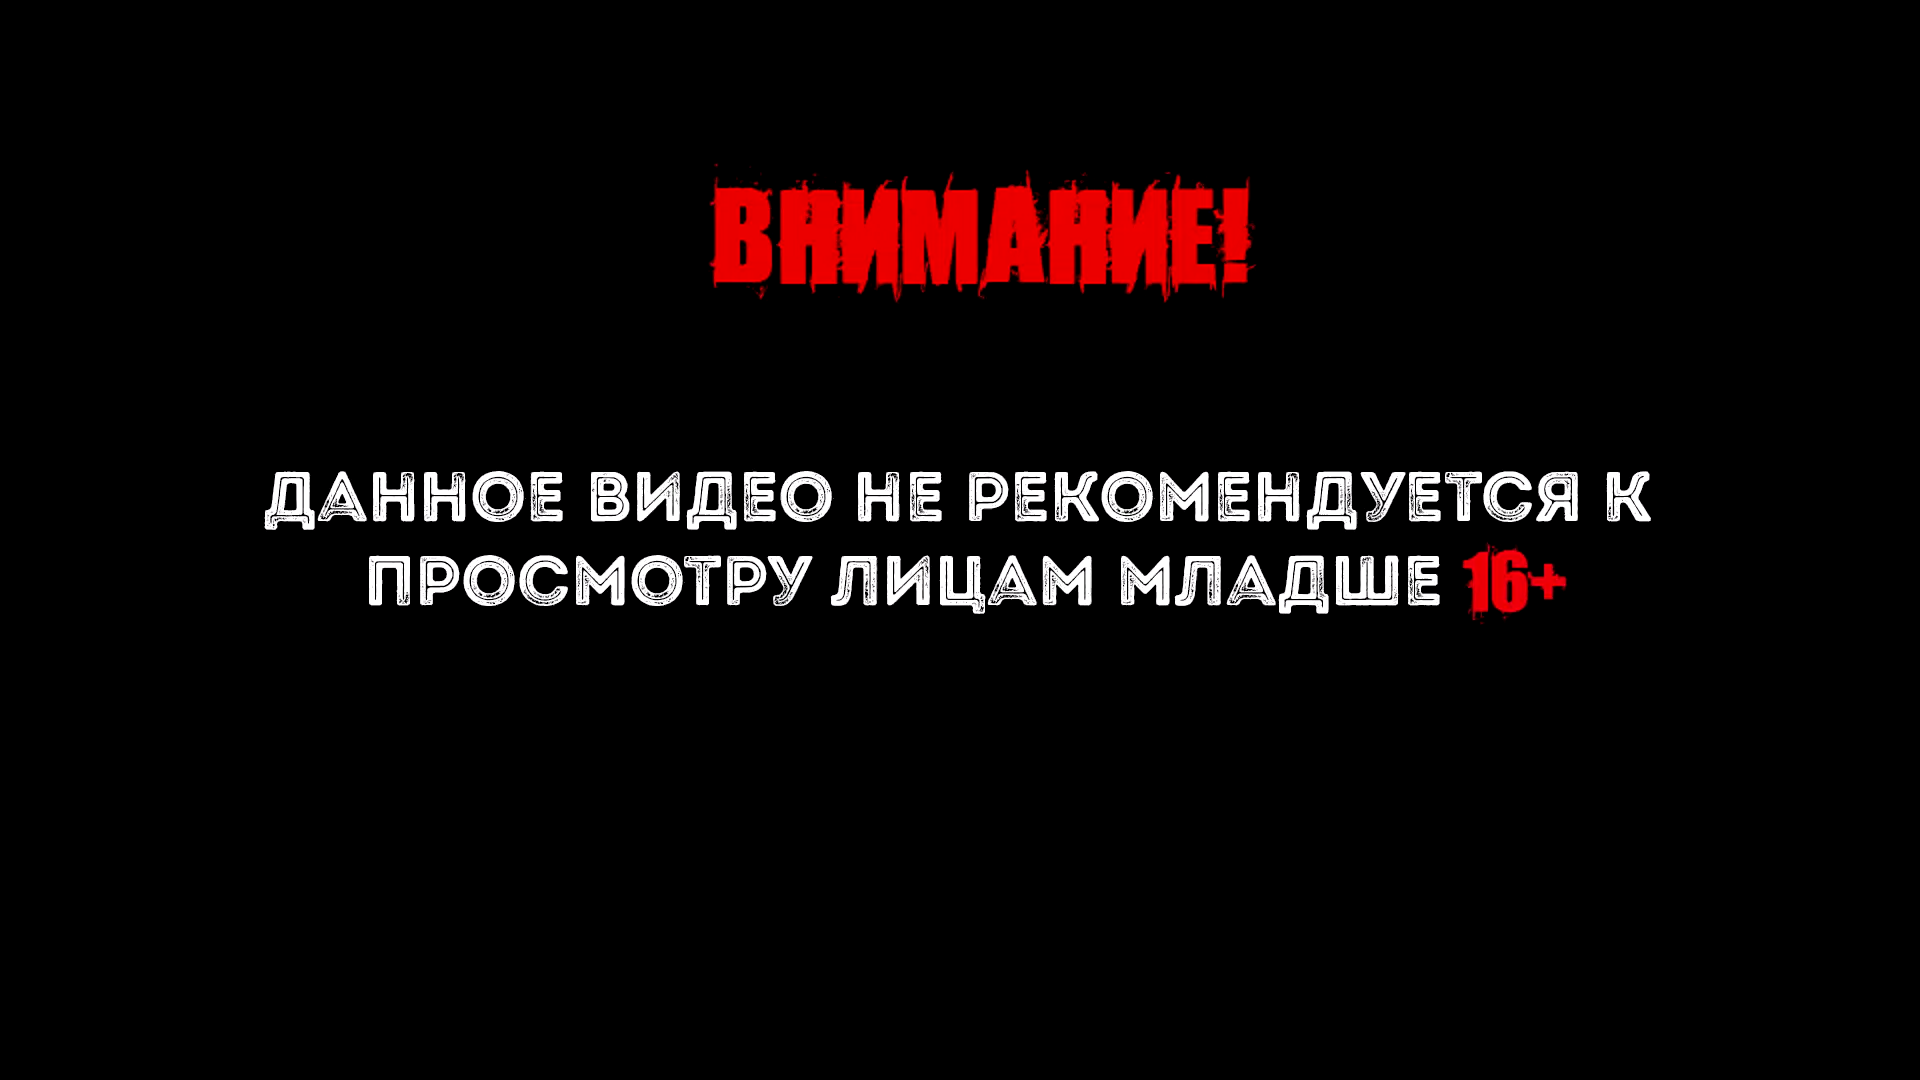 ВНИМАНИЕ!
ДАННОЕ ВИДЕО НЕ РЕКОМЕНДУЕТСЯ К
ПРОСМОТРУ ЛИЦАМ МЛАДШЕ 16+